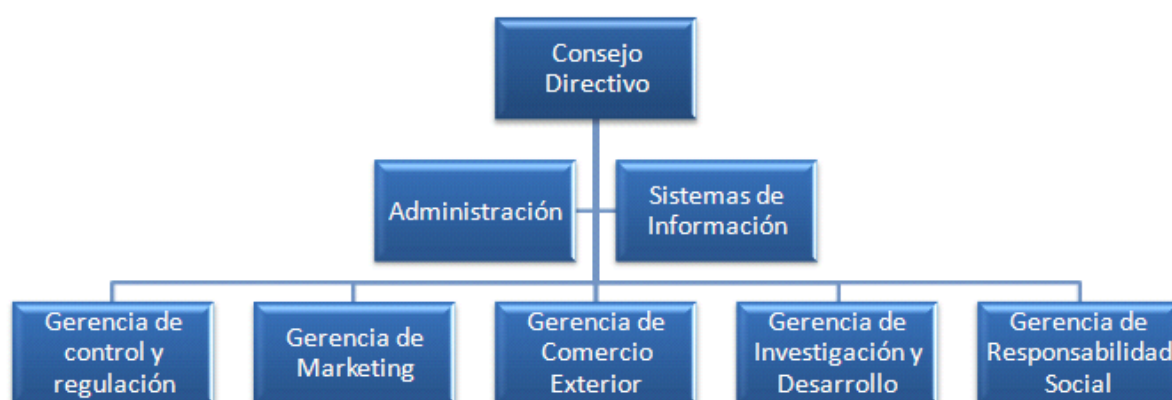 Consejo
Directivo
Administración
Sistemas de
Información
Gerencia de
control y
regulación
Gerencia de
Marketing
Gerencia de
Comercio
Exterior
Gerencia de
Investigación y
Desarrollo
Gerencia de
Responsabilidad
Social